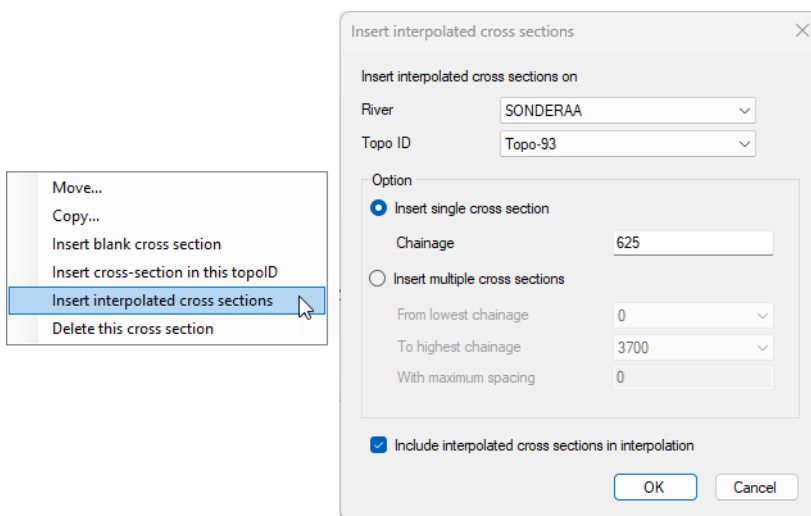 Move...
Copy...
Insert blank cross section
Insert cross-section in this topoID
Insert interpolated cross sections
Delete this cross section
Insert interpolated cross sections
Insert interpolated cross sections on
River SONDERAA
Topo ID Topo-93
Option
Insert single cross section
Chainage 625
Insert multiple cross sections
From lowest chainage 0
To highest chainage 3700
With maximum spacing 0
Include interpolated cross sections in interpolation
OK Cancel